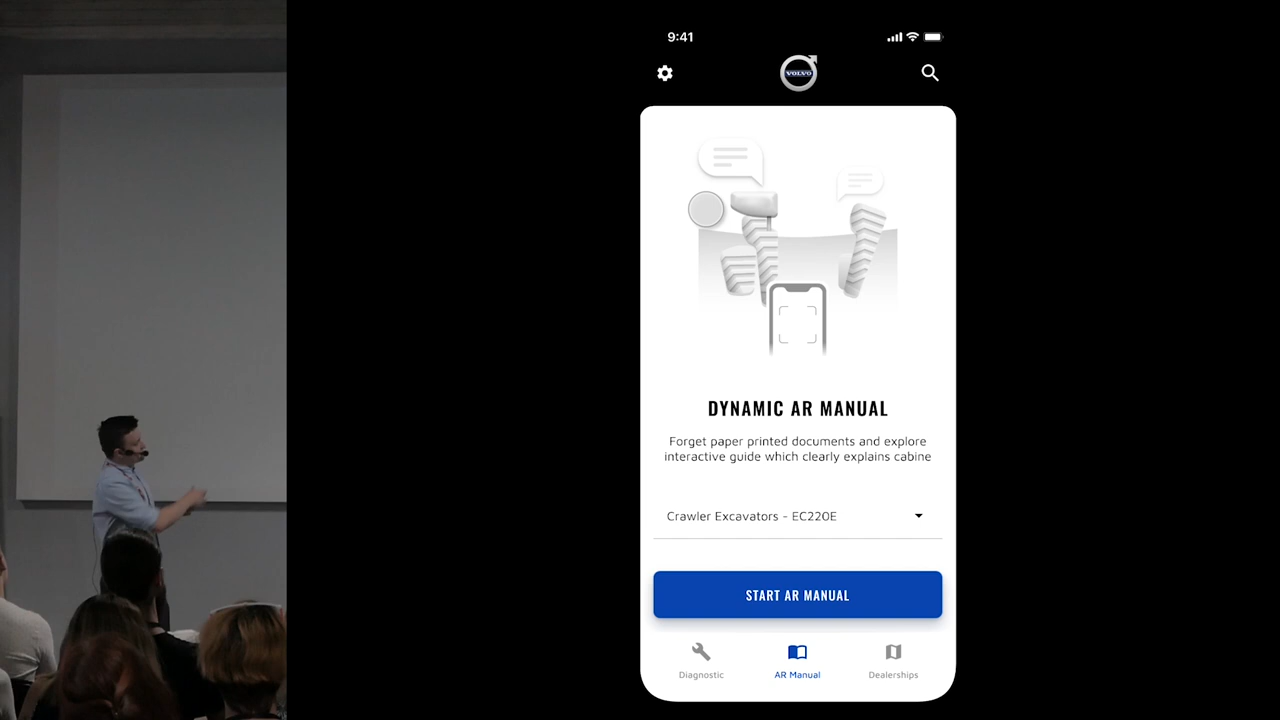 9:41
VOLVO
DYNAMIC AR MANUAL
Forget paper printed documents and explore
interactive guide which clearly explains cabine
Crawler Excavators - EC220E
START AR MANUAL
Diagnostic
AR Manual
Dealerships